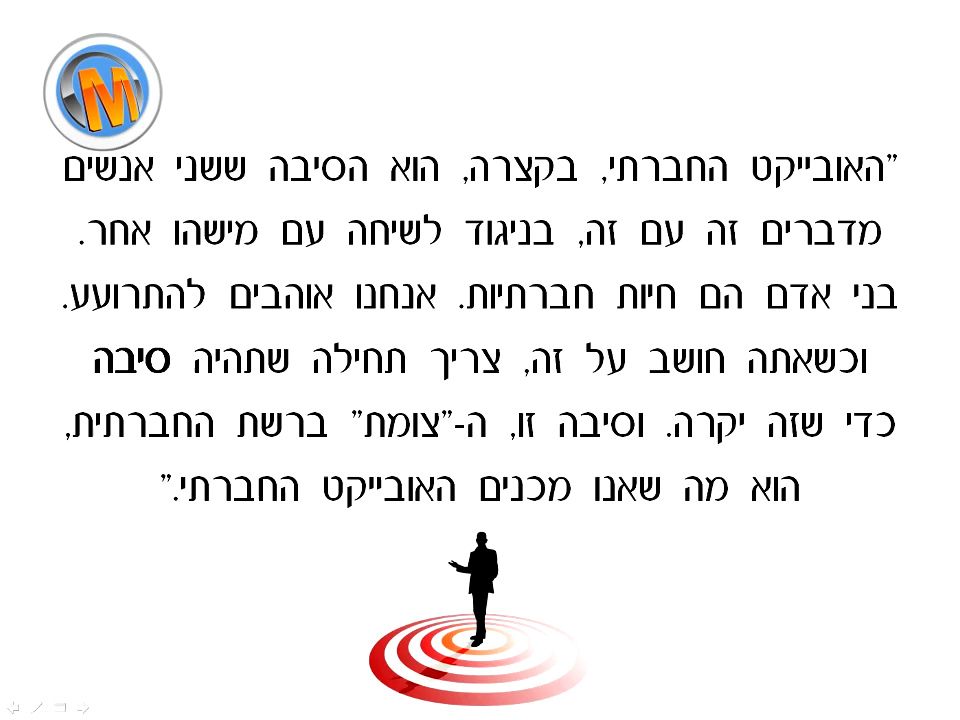 M
"האובייקט החברתי, בקצרה, הוא הסיבה ששני אנשים
מדברים זה עם זה, בניגוד לשיחה עם מישהו אחר.
בני אדם הם חיות חברתיות. אנחנו אוהבים להתרועע.
וכשאתה חושב על זה, צריך תחילה שתהיה סיבה
כדי שזה יקרה. וסיבה זו, ה-"צומת" ברשת החברתית,
הוא מה שאנו מכנים האובייקט החברתי."